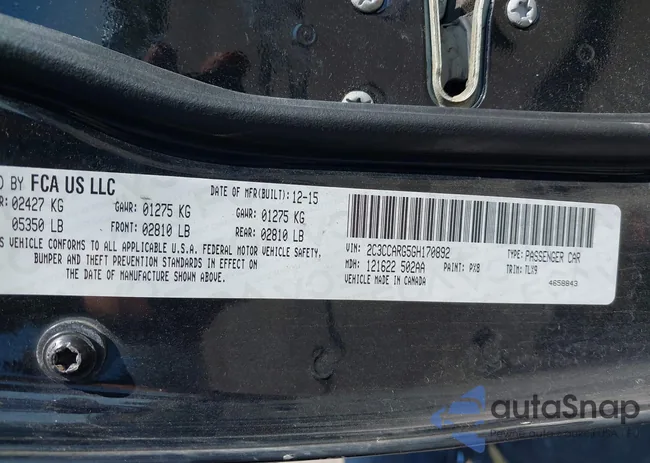 D BY FCA US LLC
DATE OF MFR(BUILT): 12-15
R: 02427 KG GAWR: 01275 KG GAWR: 01275 KG
05350 LB FRONT: 02810 LB REAR: 02810 LB
S VEHICLE CONFORMS TO ALL APPLICABLE U.S.A. FEDERAL MOTOR VEHICLE SAFETY,
BUMPER AND THEFT PREVENTION STANDARDS IN EFFECT ON
THE DATE OF MANUFACTURE SHOWN ABOVE.
VIN: 2C3CCARG5GH170892 TYPE: PASSENGER CAR
MDH: 121622 502AA PAINT: PX8 TRIM: TLX9
VEHICLE MADE IN CANADA
4658843
autoSnap